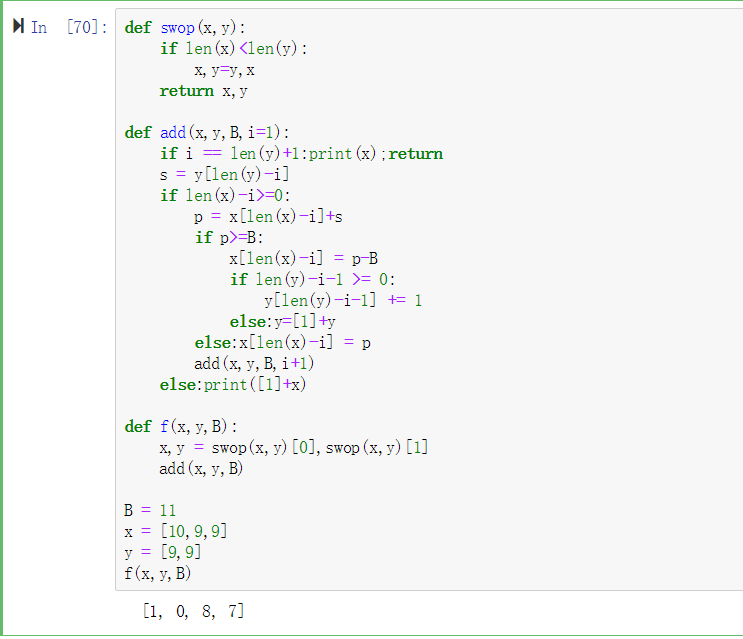 In [70]:
def swop(x, y):
    if len(x)<len(y):
        x, y=y, x
    return x, y

def add(x, y, B, i=1):
    if i == len(y)+1:print(x);return
    s = y[len(y)-i]
    if len(x)-i>=0:
        p = x[len(x)-i]+s
        if p>=B:
            x[len(x)-i] = p-B
            if len(y)-i-1 >= 0:
                y[len(y)-i-1] += 1
            else:y=[1]+y
        else:x[len(x)-i] = p
        add(x, y, B, i+1)
    else:print([1]+x)

def f(x, y, B):
    x, y = swop(x, y)[0], swop(x, y)[1]
    add(x, y, B)

B = 11
x = [10, 9, 9]
y = [9, 9]
f(x, y, B)
[1, 0, 8, 7]